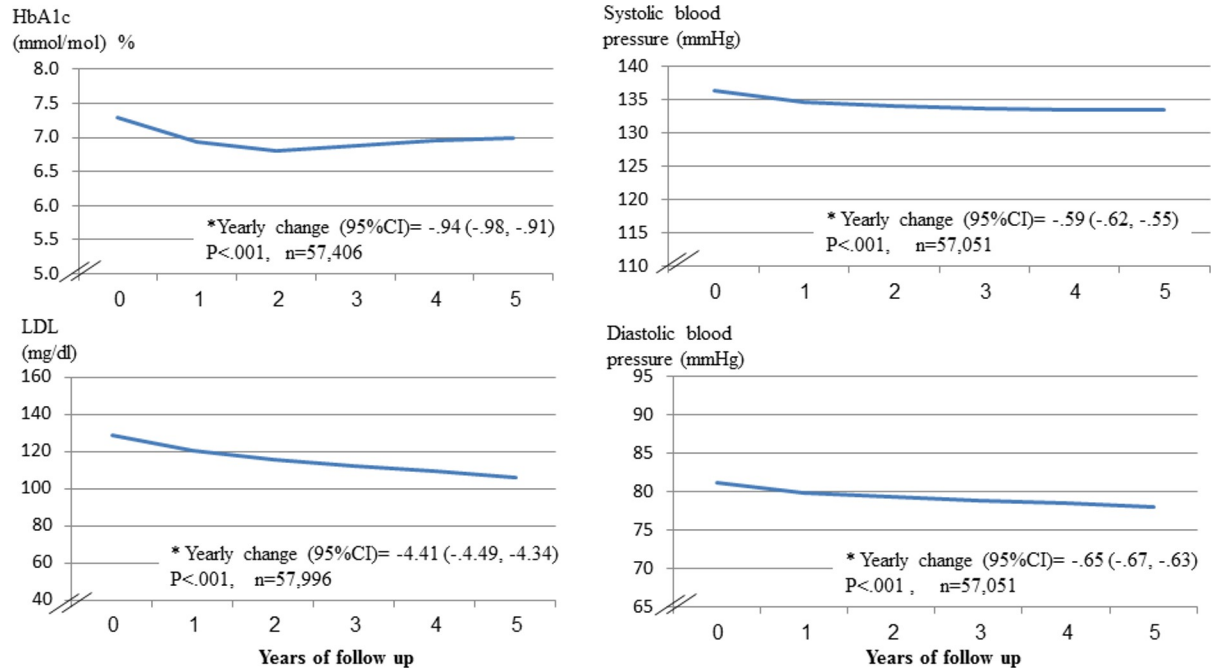 HbA1c
(mmol/mol) %
8.0
7.5
7.0
6.5
6.0
5.5
5.0
*Yearly change (95%CI)= -.94 (-.98, -.91)
P<.001, n=57,406
0 1 2 3 4 5
Systolic blood
pressure (mmHg)
140
135
130
125
120
115
110
* Yearly change (95%CI)= -.59 (-.62, -.55)
P<.001, n=57,051
0 1 2 3 4 5
LDL
(mg/dl)
160
140
120
100
80
60
40
* Yearly change (95%CI)= -4.41 (-.4.49, -4.34)
P<.001, n=57,996
0 1 2 3 4 5
Years of follow up
Diastolic blood
pressure (mmHg)
95
90
85
80
75
70
65
* Yearly change (95%CI)= -.65 (-.67, -.63)
P<.001 , n=57,051
0 1 2 3 4 5
Years of follow up